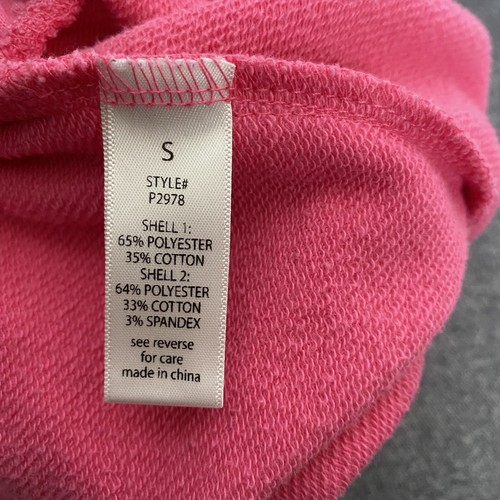 S
STYLE#
P2978
SHELL 1:
65% POLYESTER
35% COTTON
SHELL 2:
64% POLYESTER
33% COTTON
3% SPANDEX
see reverse
for care
made in china